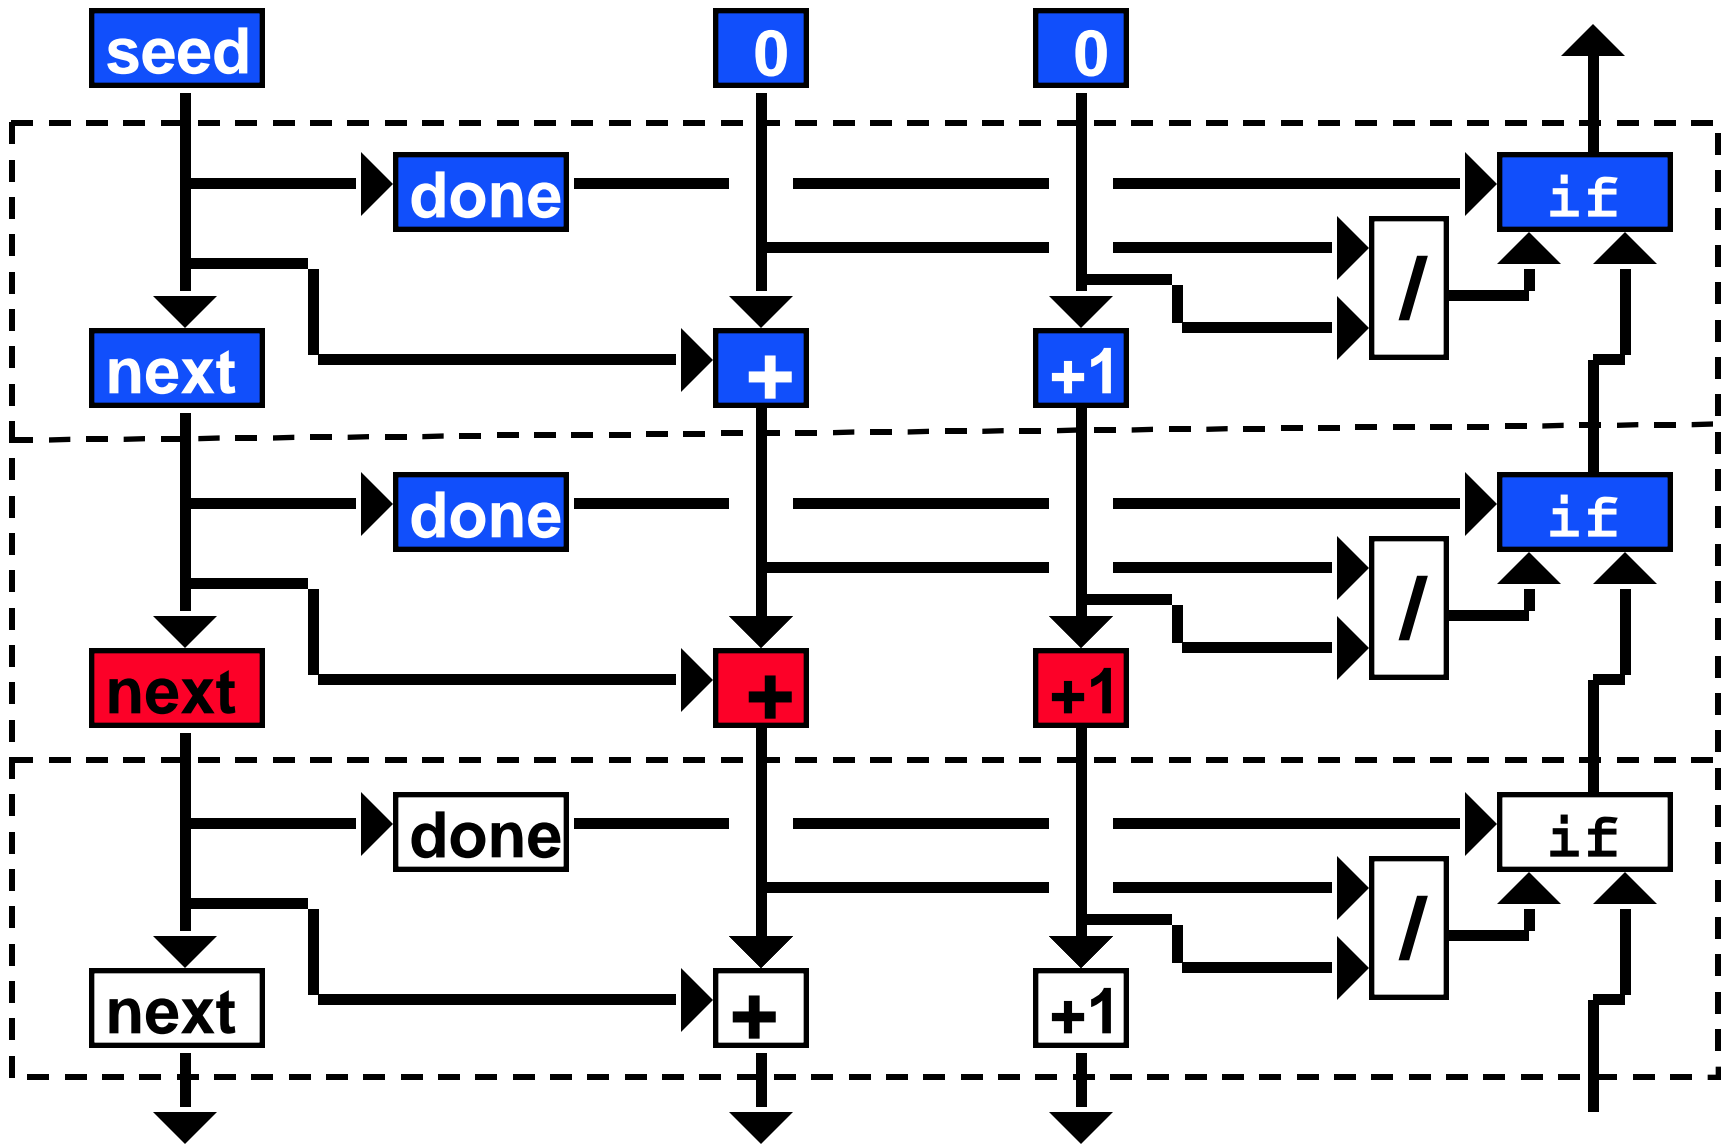 seed 0 0
done if
/
next + +1
done if
/
next + +1
done if
/
next + +1